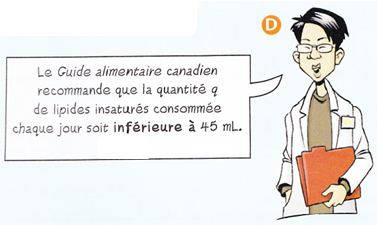 D
Le Guide alimentaire canadien
recommande que la quantité q
de lipides insaturés consommée
chaque jour soit inférieure à 45 mL.